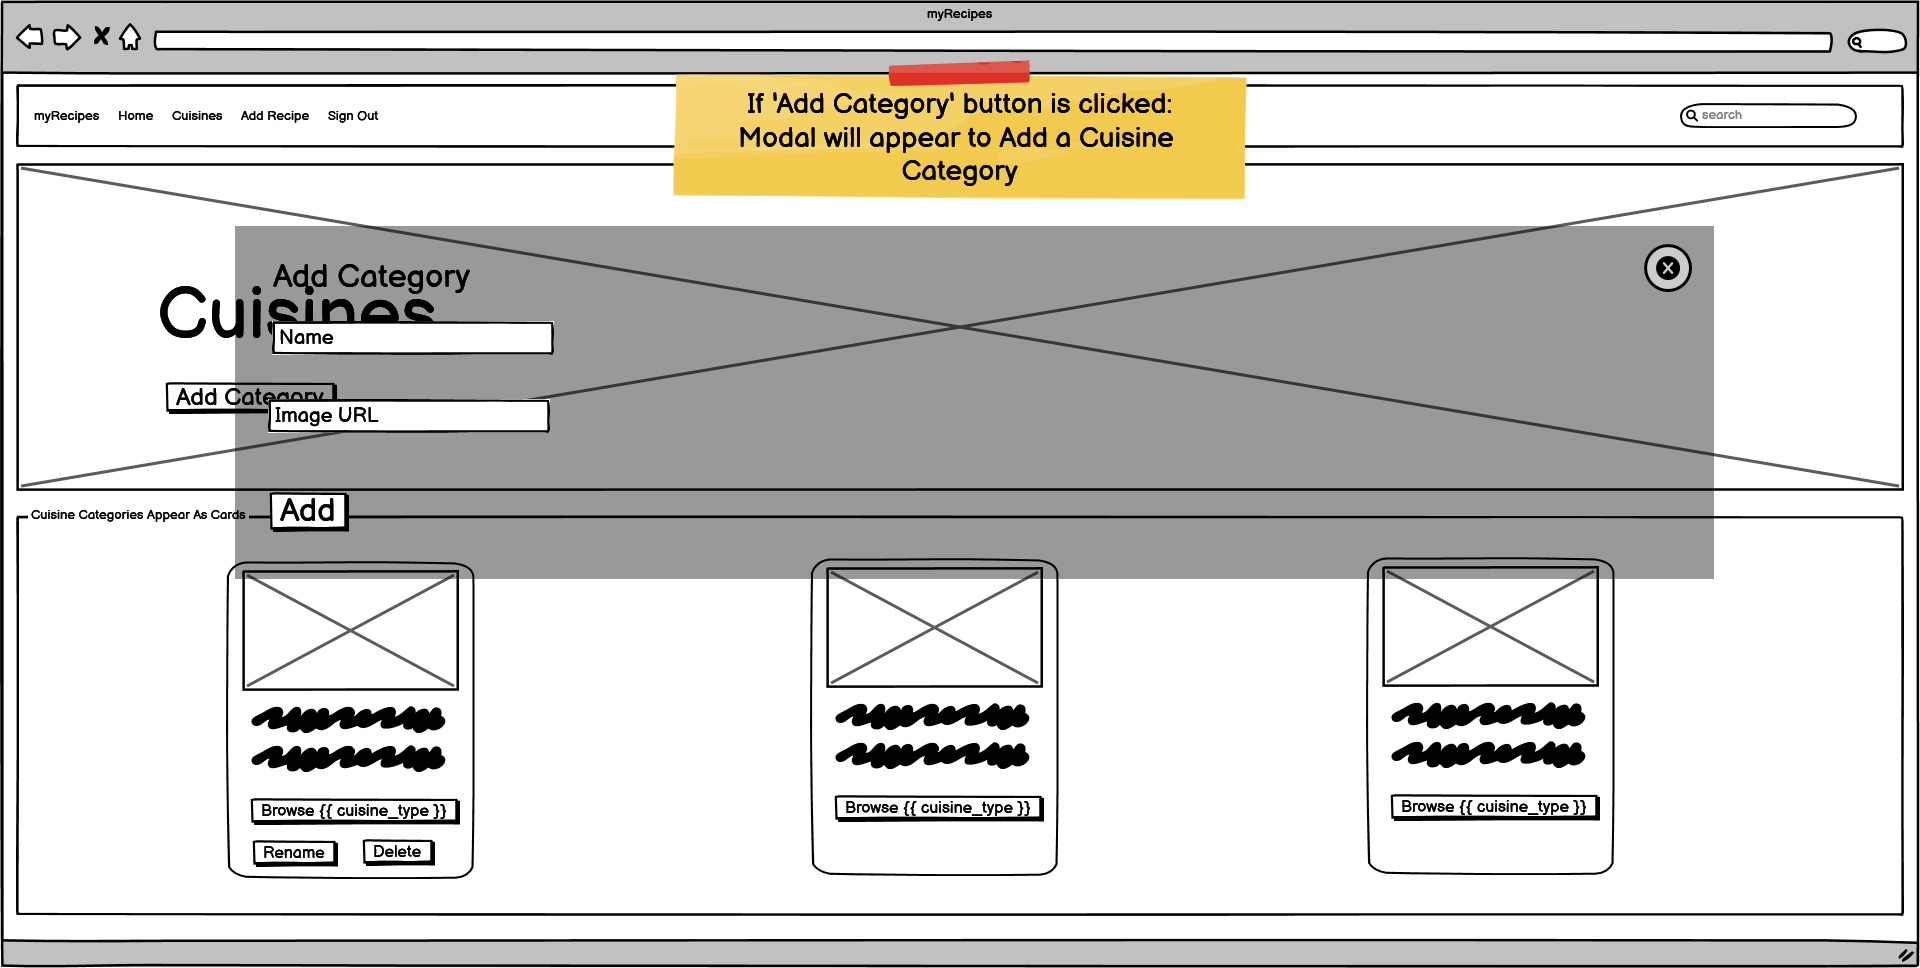 myRecipes
myRecipes Home Cuisines Add Recipe Sign Out
search
If 'Add Category' button is clicked:
Modal will appear to Add a Cuisine
Category
Add Category
Cuisines
Name
Add Category
Image URL
Add
Cuisine Categories Appear As Cards
Browse {{ cuisine_type }}
Rename Delete
Browse {{ cuisine_type }}
Browse {{ cuisine_type }}